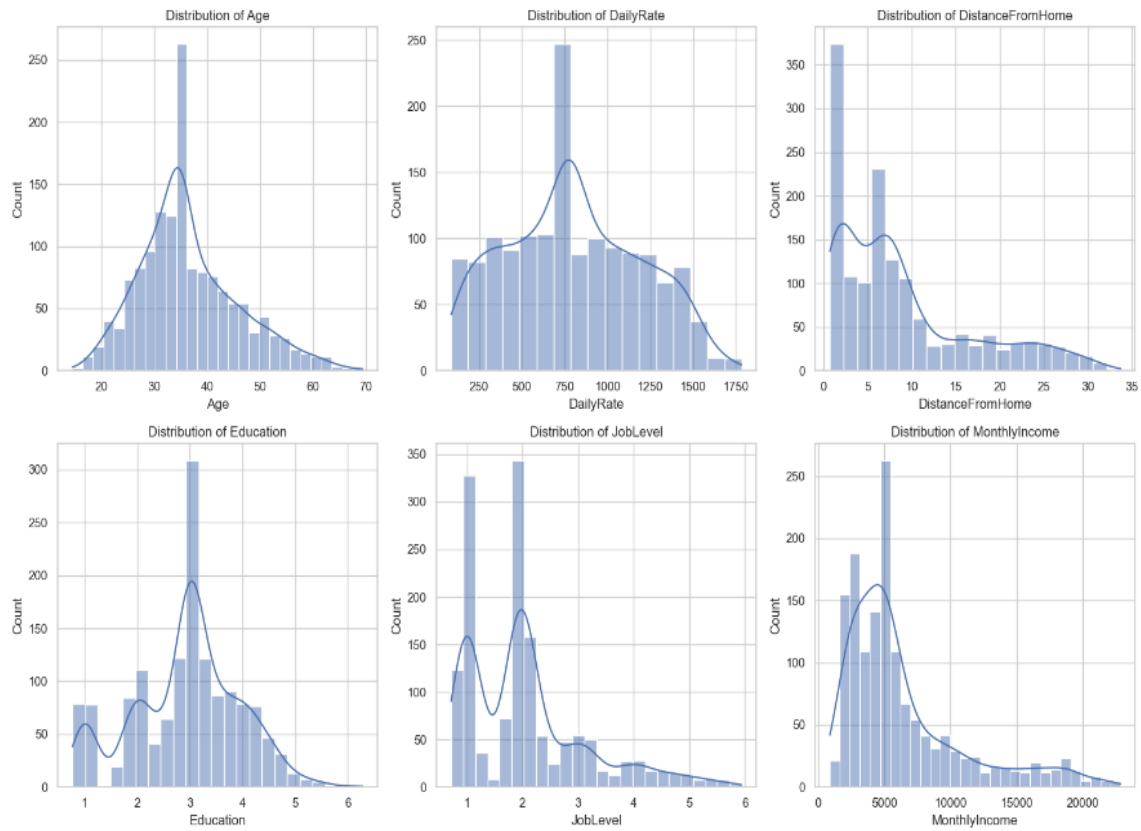 Distribution of Age
Distribution of DailyRate
Distribution of DistanceFromHome
Count
250
200
150
100
50
0
20 30 40 50 60 70
Age
Count
250
200
150
100
50
0
250 500 750 1000 1250 1500 1750
DailyRate
Count
350
300
250
200
150
100
50
0
0 5 10 15 20 25 30 35
DistanceFromHome
Distribution of Education
Distribution of JobLevel
Distribution of MonthlyIncome
Count
300
250
200
150
100
50
0
1 2 3 4 5 6
Education
Count
350
300
250
200
150
100
50
0
1 2 3 4 5 6
JobLevel
Count
250
200
150
100
50
0
0 5000 10000 15000 20000
MonthlyIncome